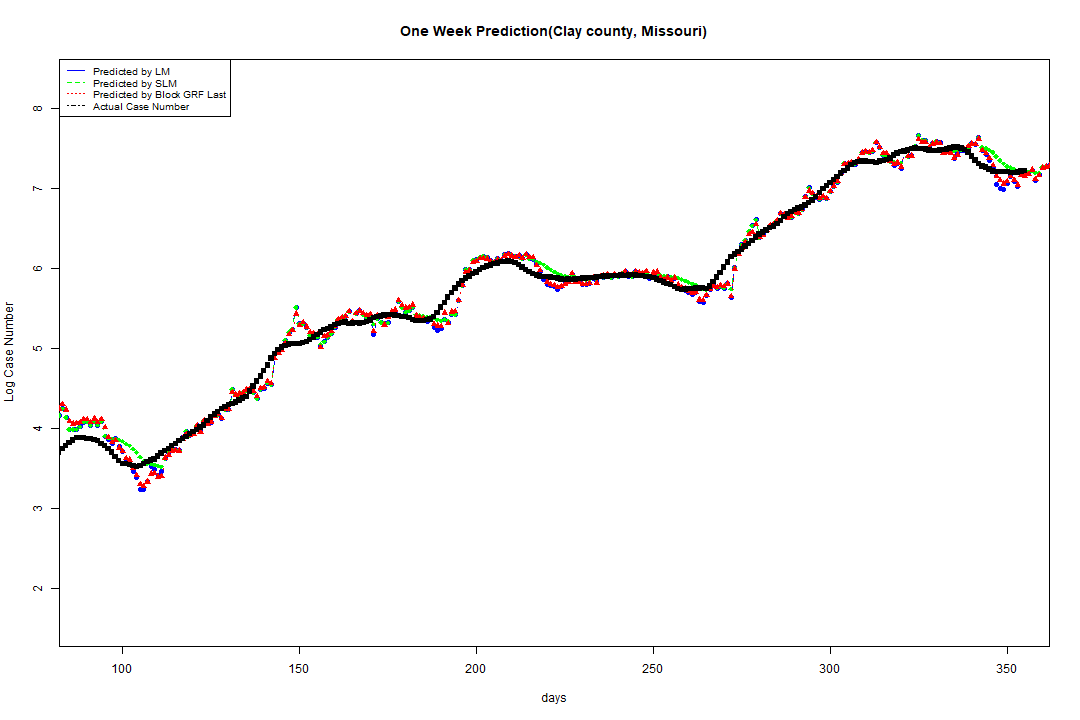 One Week Prediction(Clay county, Missouri)
Predicted by LM
Predicted by SLM
Predicted by Block GRF Last
Actual Case Number
8
7
6
5
4
3
2
Log Case Number
100 150 200 250 300 350
days